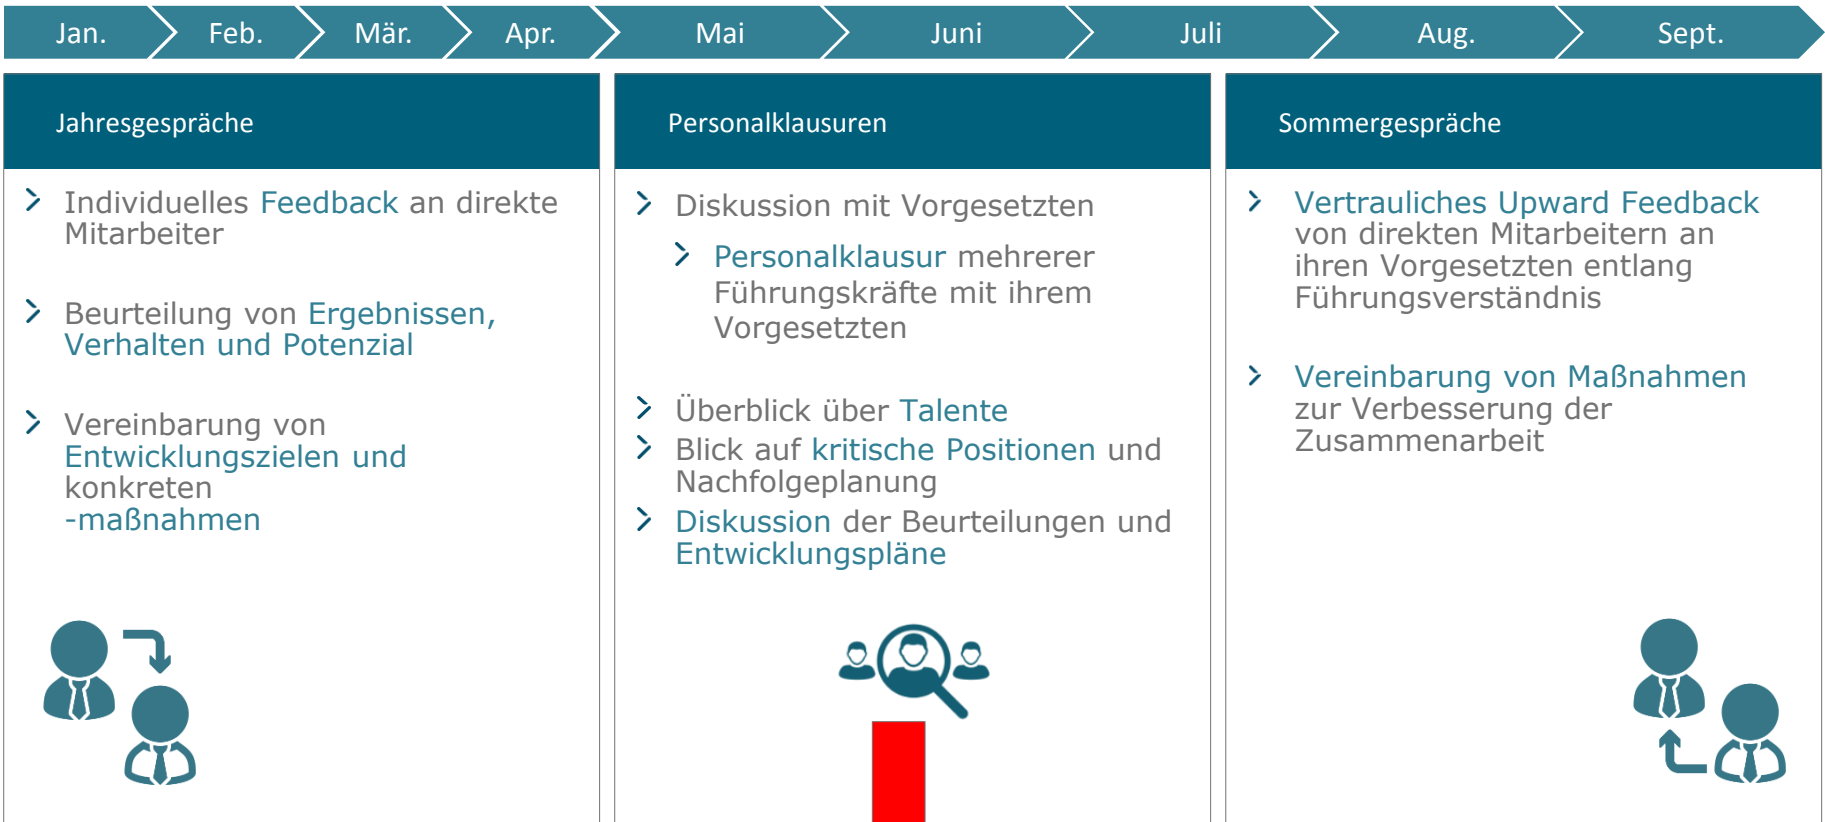 Jan. Feb. Mär. Apr. Mai Juni Juli Aug. Sept.
Jahresgespräche
Individuelles Feedback an direkte
Mitarbeiter
Beurteilung von Ergebnissen,
Verhalten und Potenzial
Vereinbarung von
Entwicklungszielen und
konkreten
-maßnahmen
Personalklausuren
Diskussion mit Vorgesetzten
Personalklausur mehrerer
Führungskräfte mit ihrem
Vorgesetzten
Überblick über Talente
Blick auf kritische Positionen und
Nachfolgeplanung
Diskussion der Beurteilungen und
Entwicklungspläne
Sommergespräche
Vertrauliches Upward Feedback
von direkten Mitarbeitern an
ihren Vorgesetzten entlang
Führungsverständnis
Vereinbarung von Maßnahmen
zur Verbesserung der
Zusammenarbeit